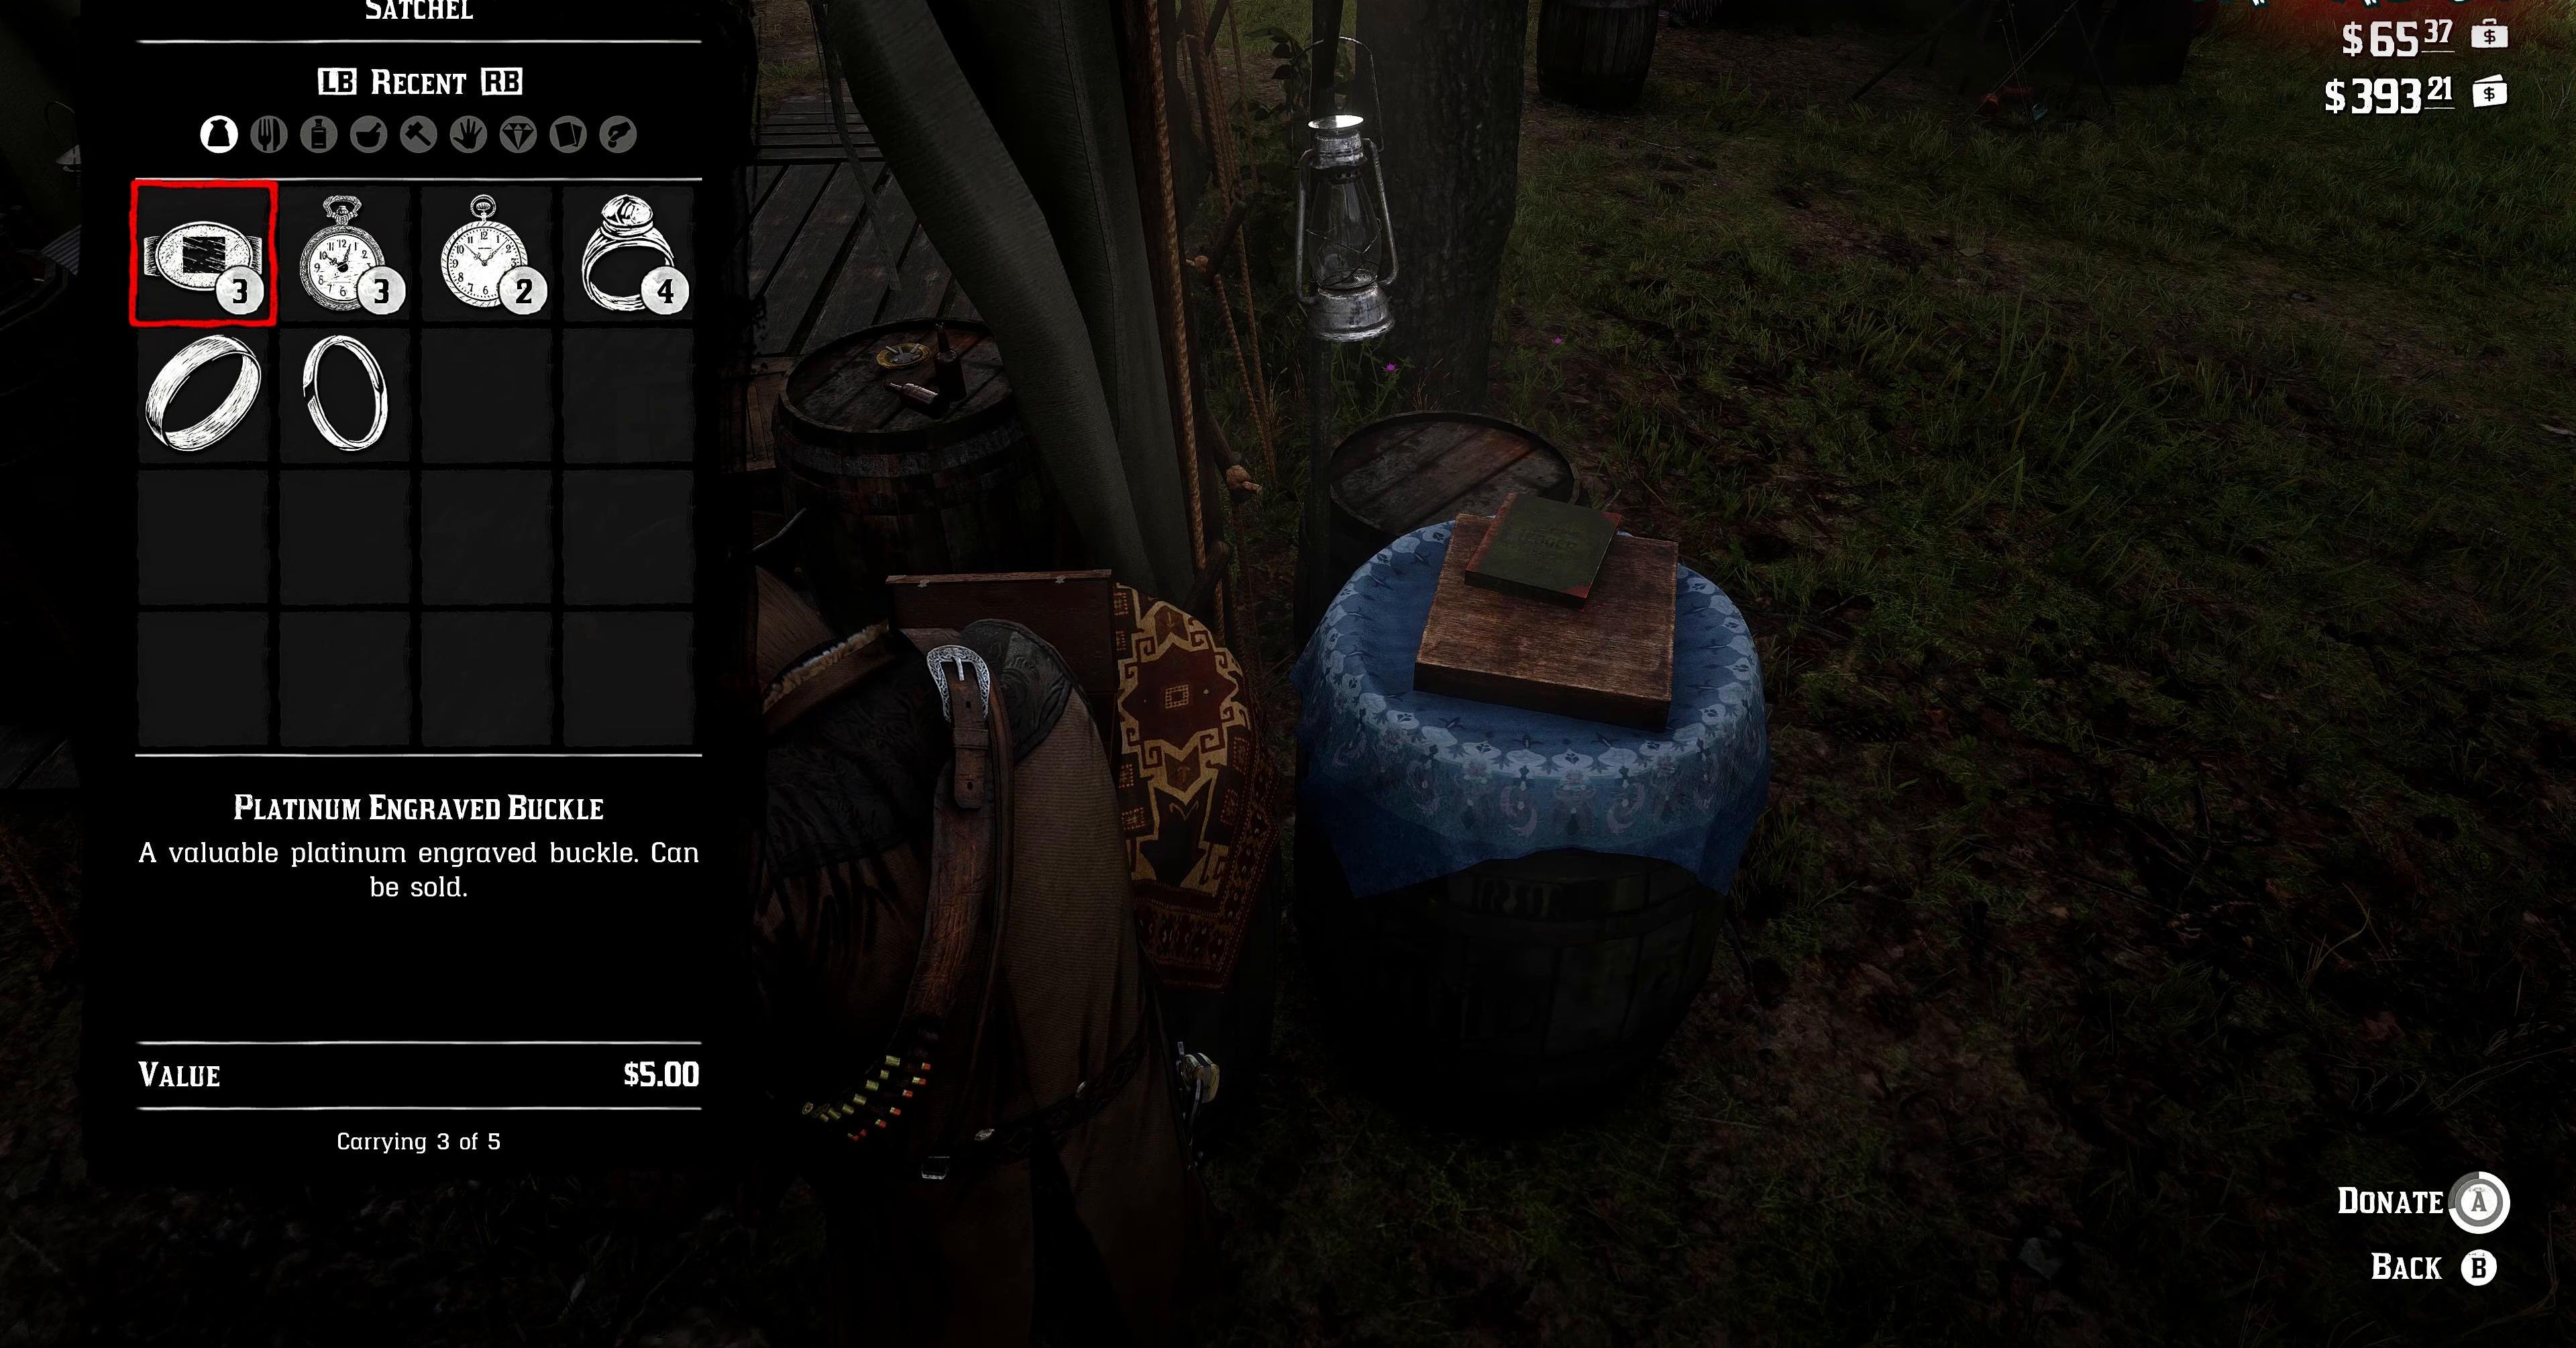 SATCHEL
LB RECENT RB
3
3
2
4
PLATINUM ENGRAVED BUCKLE
A valuable platinum engraved buckle. Can
be sold.
VALUE $5.00
Carrying 3 of 5
$65 37
$393 21
DONATE A
BACK B